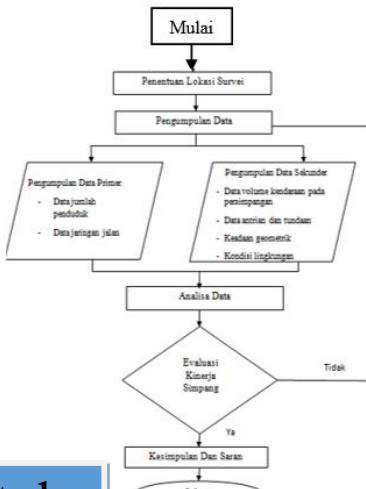 Mulai
Penentuan Lokasi Survei
Pengumpulan Data
Pengumpulan Data Primer
- Data jumlah
penduduk
- Data jaringan jalan
Pengumpulan Data Sekunder
- Data volume kendaraan pada
persimpangan
- Data antrian dan tundaan
- Keadaan geometrik
- Kondisi lingkungan
Analisa Data
Evaluasi
Kinerja
Simpang
Tidak
Ya
Kesimpulan Dan Saran